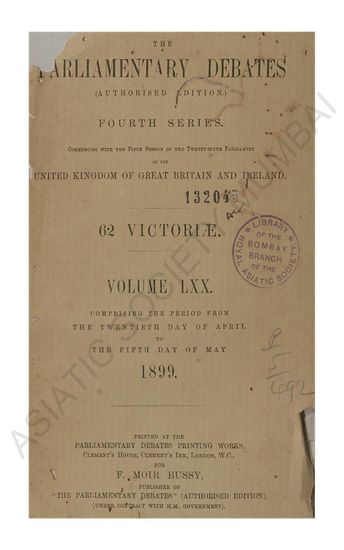 THE
PARLIAMENTARY DEBATES
(AUTHORISED EDITION.)
FOURTH SERIES.
COMMENCING WITH THE FIFTH SESSION OF THE TWENTY-SIXTH PARLIAMENT
OF THE
UNITED KINGDOM OF GREAT BRITAIN AND IRELAND.
13204
LIBRARY
OF THE
BOMBAY
BRANCH
OF THE
ROYAL ASIATIC SOCIETY
62 VICTORIÆ.
VOLUME LXX.
COMPRISING THE PERIOD FROM
THE TWENTIETH DAY OF APRIL
TO
THE FIFTH DAY OF MAY
1899.
PRINTED AT THE
PARLIAMENTARY DEBATES PRINTING WORKS,
CLEMENT'S HOUSE, CLEMENT'S INN, LONDON, W.C.,
FOR
F. MOIR BUSSY,
PUBLISHER OF
"THE PARLIAMENTARY DEBATES" (AUTHORISED EDITION).
(UNDER CONTRACT WITH H.M. GOVERNMENT).
ASIATIC SOCIETY MUMBAI